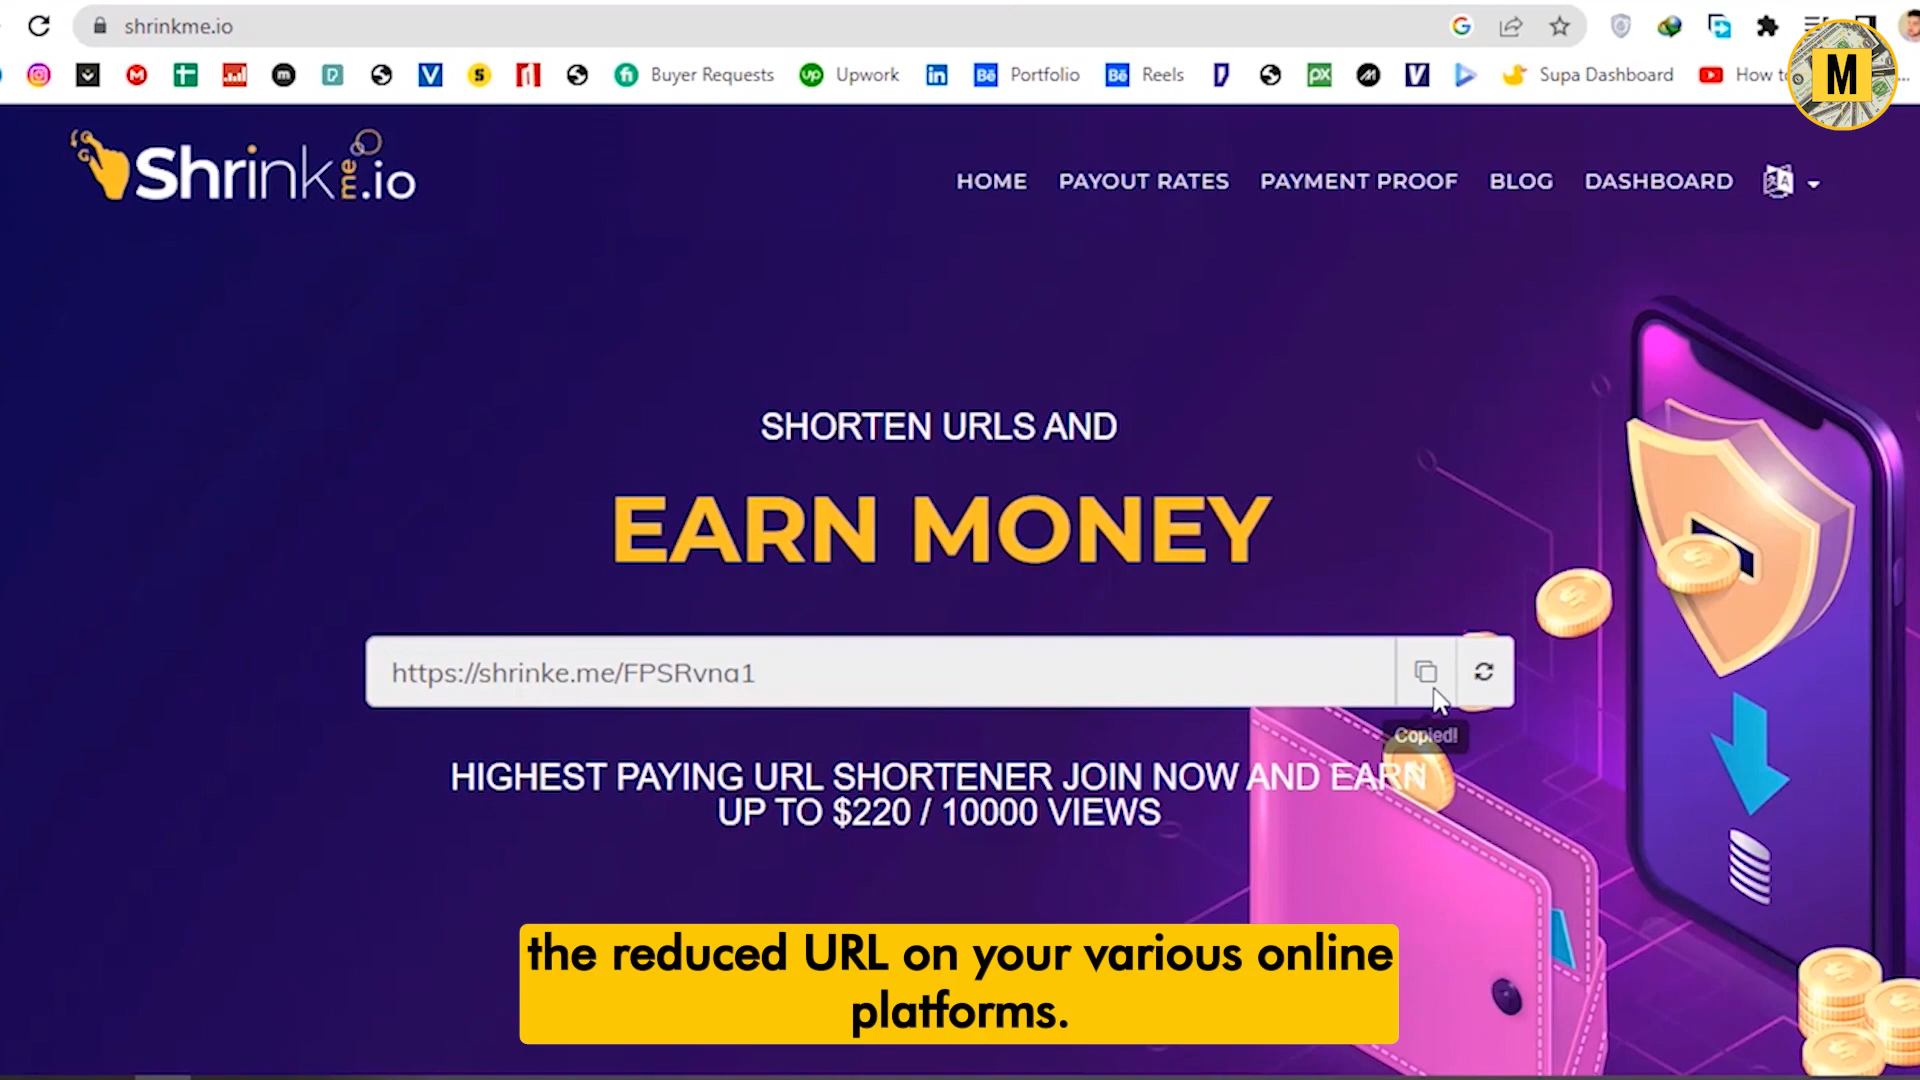 shrinkme.io
Buyer Requests
Upwork
Portfolio
Reels
Supa Dashboard
How to
M
Shrinkme.io
HOME
PAYOUT RATES
PAYMENT PROOF
BLOG
DASHBOARD
SHORTEN URLS AND
EARN MONEY
https://shrinke.me/FPSRvna1
Copied!
HIGHEST PAYING URL SHORTENER JOIN NOW AND EARN
UP TO $220 / 10000 VIEWS
the reduced URL on your various online
platforms.